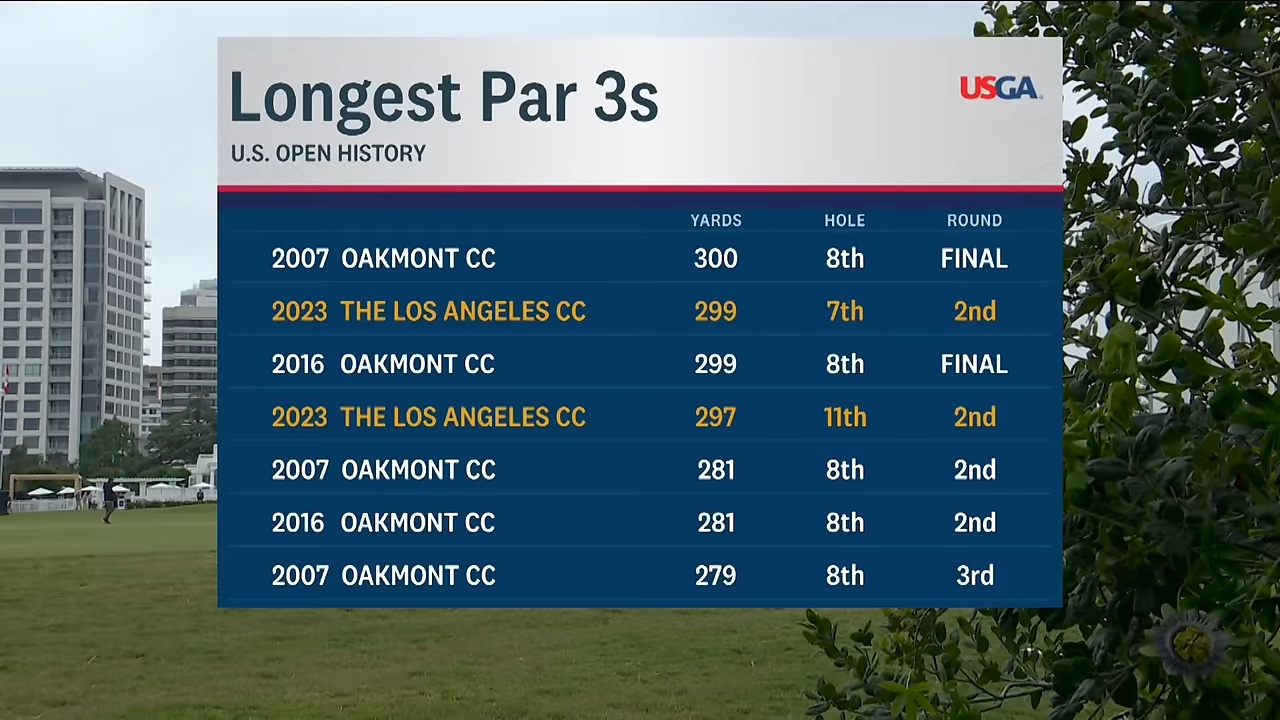 Longest Par 3s
USGA
U.S. OPEN HISTORY
YARDS HOLE ROUND
2007 OAKMONT CC 300 8th FINAL
2023 THE LOS ANGELES CC 299 7th 2nd
2016 OAKMONT CC 299 8th FINAL
2023 THE LOS ANGELES CC 297 11th 2nd
2007 OAKMONT CC 281 8th 2nd
2016 OAKMONT CC 281 8th 2nd
2007 OAKMONT CC 279 8th 3rd